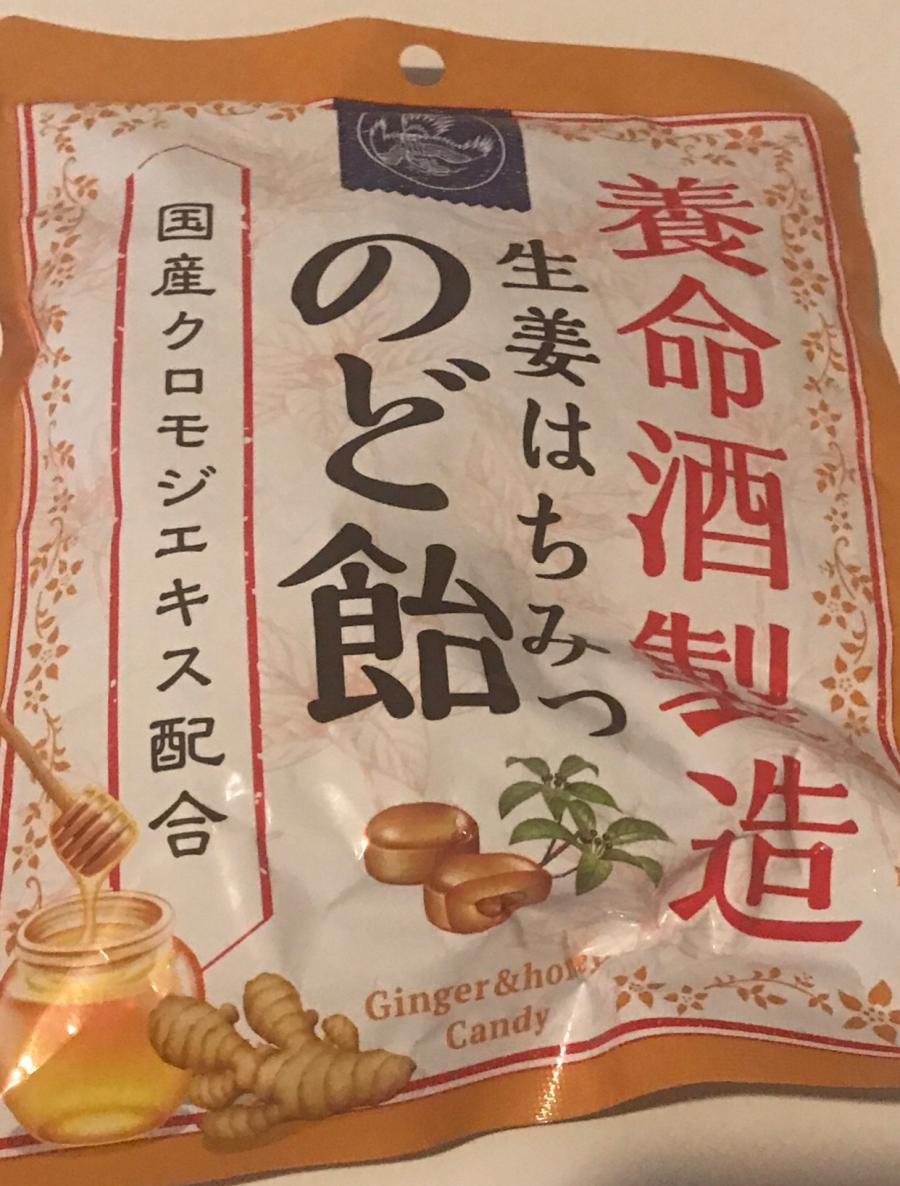 養命酒製造
生姜はちみつ
のど飴
国産クロモジエキス配合
Ginger&honey
Candy